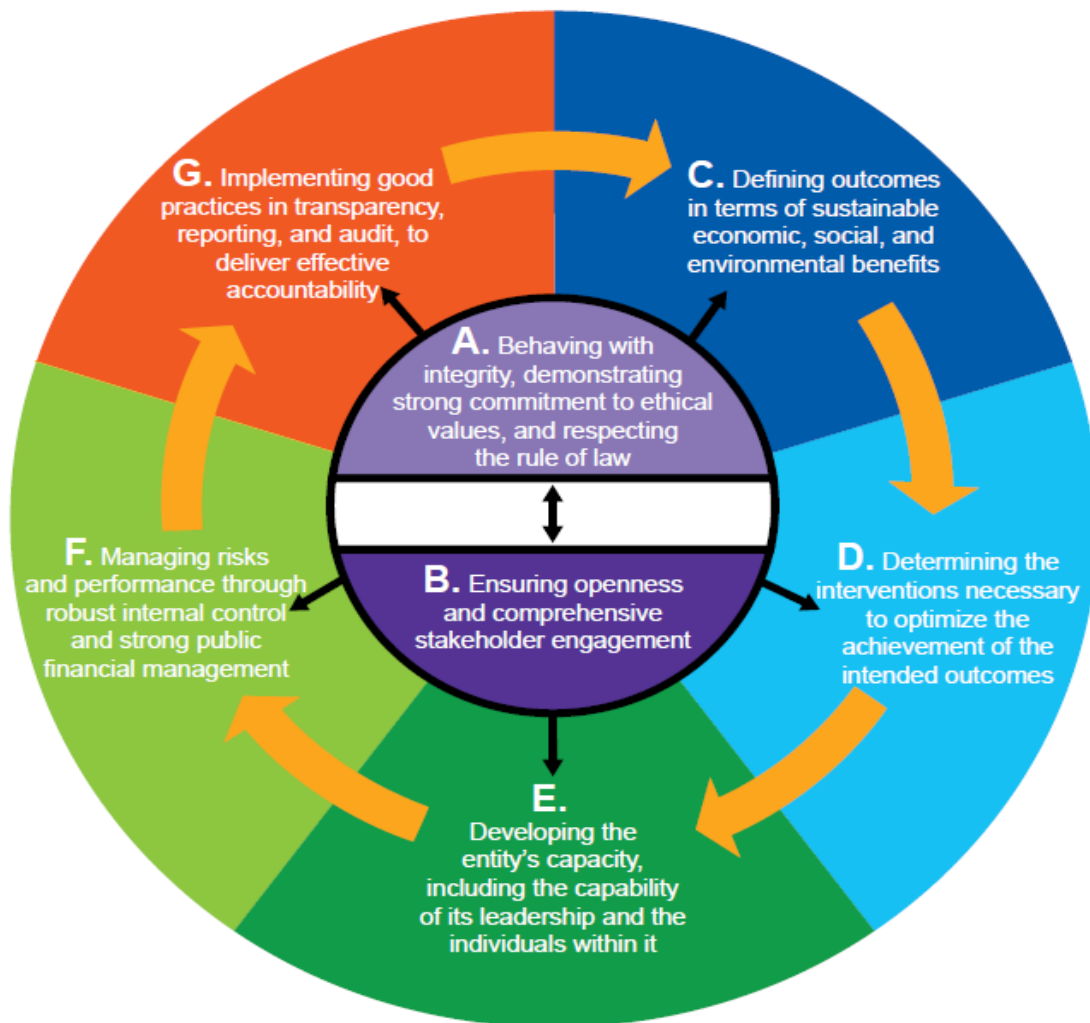 G. Implementing good
practices in transparency,
reporting, and audit, to
deliver effective
accountability
C. Defining outcomes
in terms of sustainable
economic, social, and
environmental benefits
A. Behaving with
integrity, demonstrating
strong commitment to ethical
values, and respecting
the rule of law
F. Managing risks
and performance through
robust internal control
and strong public
financial management
B. Ensuring openness
and comprehensive
stakeholder engagement
D. Determining the
interventions necessary
to optimize the
achievement of the
intended outcomes
E.
Developing the
entity's capacity,
including the capability
of its leadership and the
individuals within it